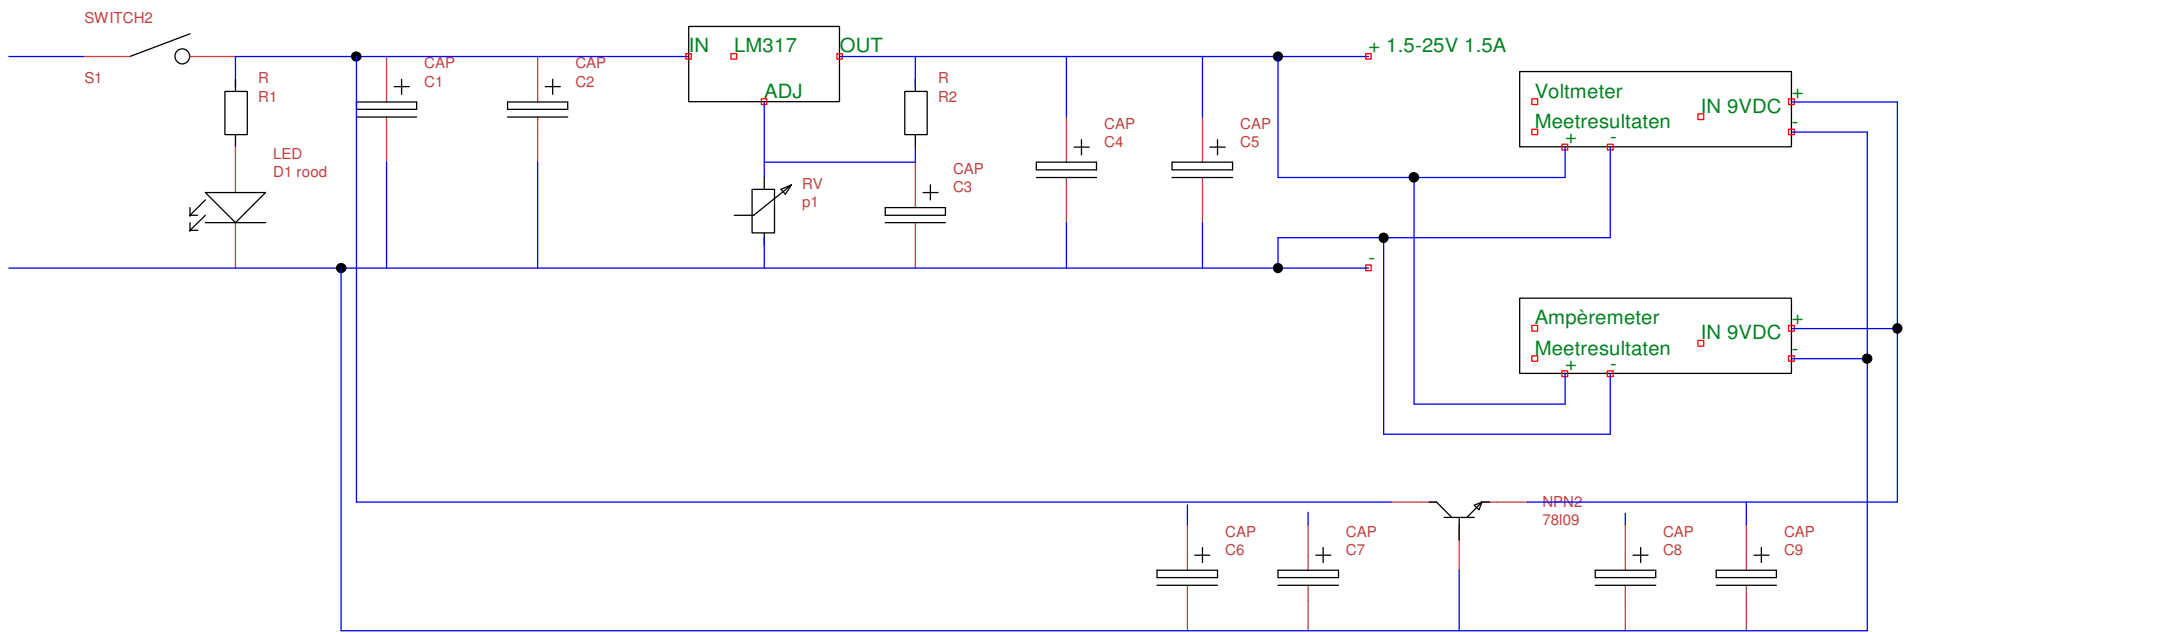 SWITCH2
S1
R
R1
LED
D1 rood
CAP
C1
CAP
C2
IN LM317 OUT
ADJ
R
R2
RV
p1
CAP
C3
CAP
C4
CAP
C5
+ 1.5-25V 1.5A
-
Voltmeter
Meetresultaten
IN 9VDC
+
-
+ -
Ampèremeter
Meetresultaten
IN 9VDC
+
-
+ -
NPN2
78l09
CAP
C6
CAP
C7
CAP
C8
CAP
C9